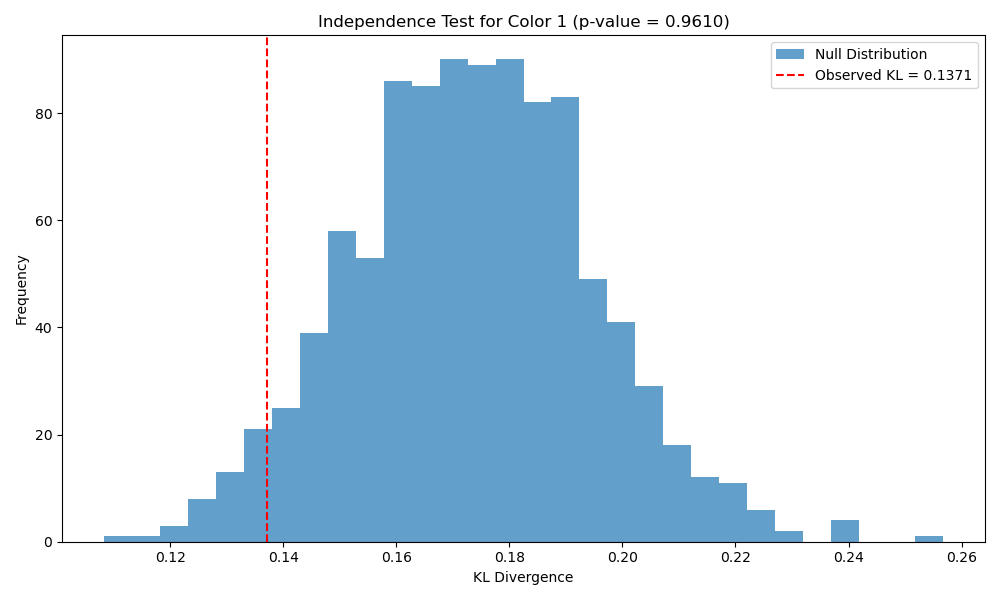 Independence Test for Color 1 (p-value = 0.9610)
Null Distribution
Observed KL = 0.1371
Frequency
80
60
40
20
0
0.12 0.14 0.16 0.18 0.20 0.22 0.24 0.26
KL Divergence